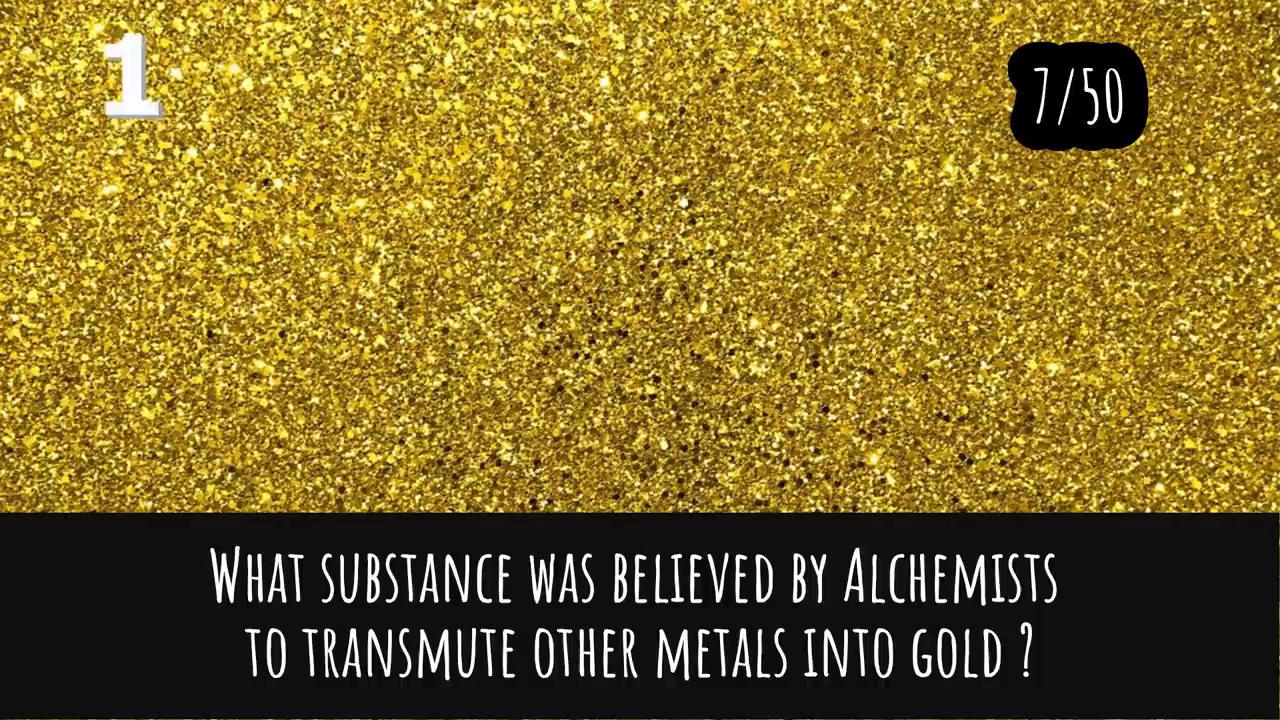 1
7/50
What substance was believed by Alchemists
to transmute other metals into gold ?